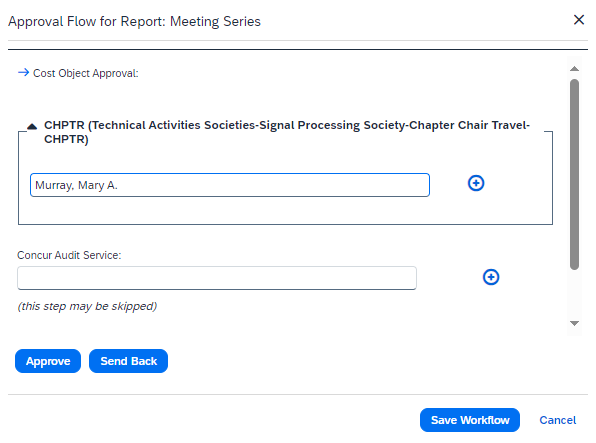 Approval Flow for Report: Meeting Series
Cost Object Approval:
CHPTR (Technical Activities Societies-Signal Processing Society-Chapter Chair Travel-
CHPTR)
Murray, Mary A.
Concur Audit Service:
(this step may be skipped)
Approve Send Back
Save Workflow Cancel